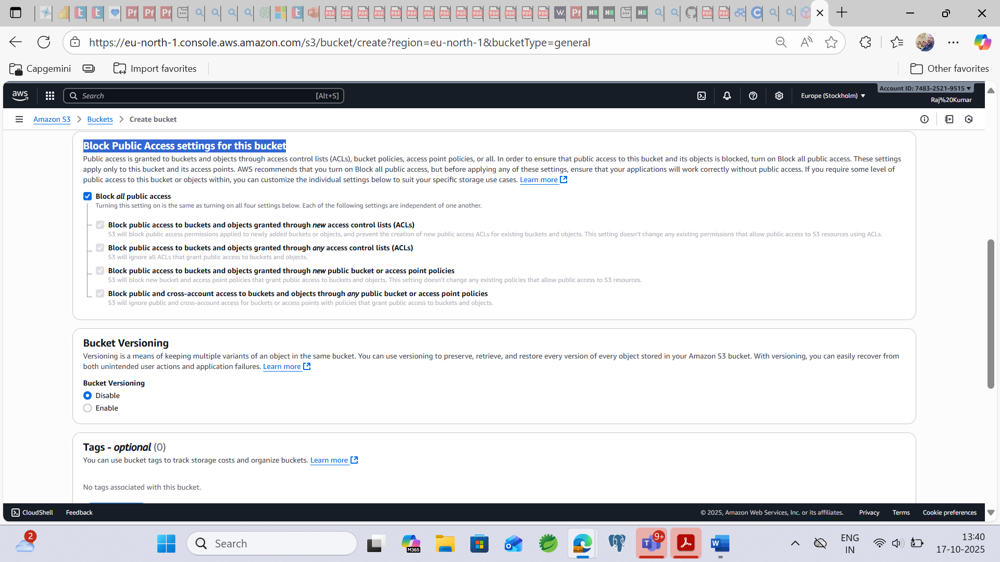 https://eu-north-1.console.aws.amazon.com/s3/bucket/create?region=eu-north-1&bucketType=general
Capgemini
Import favorites
Other favorites
aws
Search
[Alt+S]
Europe (Stockholm)
Account ID: 7483-2521-9515
Raj%20Kumar
Amazon S3
Buckets
Create bucket
Block Public Access settings for this bucket
Public access is granted to buckets and objects through access control lists (ACLs), bucket policies, access point policies, or all. In order to ensure that public access to this bucket and its objects is blocked, turn on Block all public access. These settings
apply only to this bucket and its access points. AWS recommends that you turn on Block all public access, but before applying any of these settings, ensure that your applications will work correctly without public access. If you require some level of
public access to this bucket or objects within, you can customize the individual settings below to suit your specific storage use cases. Learn more
Block all public access
Turning this setting on is the same as turning on all four settings below. Each of the following settings are independent of one another.
Block public access to buckets and objects granted through new access control lists (ACLs)
S3 will block public access permissions applied to newly added buckets or objects, and prevent the creation of new public access ACLs for existing buckets and objects. This setting doesn't change any existing permissions that allow public access to S3 resources using ACLs.
Block public access to buckets and objects granted through any access control lists (ACLs)
S3 will ignore all ACLs that grant public access to buckets and objects.
Block public access to buckets and objects granted through new public bucket or access point policies
S3 will block new bucket and access point policies that grant public access to buckets and objects. This setting doesn't change any existing policies that allow public access to S3 resources.
Block public and cross-account access to buckets and objects through any public bucket or access point policies
S3 will ignore public and cross-account access for buckets or access points with policies that grant public access to buckets and objects.
Bucket Versioning
Versioning is a means of keeping multiple variants of an object in the same bucket. You can use versioning to preserve, retrieve, and restore every version of every object stored in your Amazon S3 bucket. With versioning, you can easily recover from
both unintended user actions and application failures. Learn more
Bucket Versioning
Disable
Enable
Tags - optional (0)
You can use bucket tags to track storage costs and organize buckets. Learn more
No tags associated with this bucket.
CloudShell
Feedback
© 2025, Amazon Web Services, Inc. or its affiliates.
Privacy
Terms
Cookie preferences
2
Search
M365
9+
ENG
IN
13:40
17-10-2025